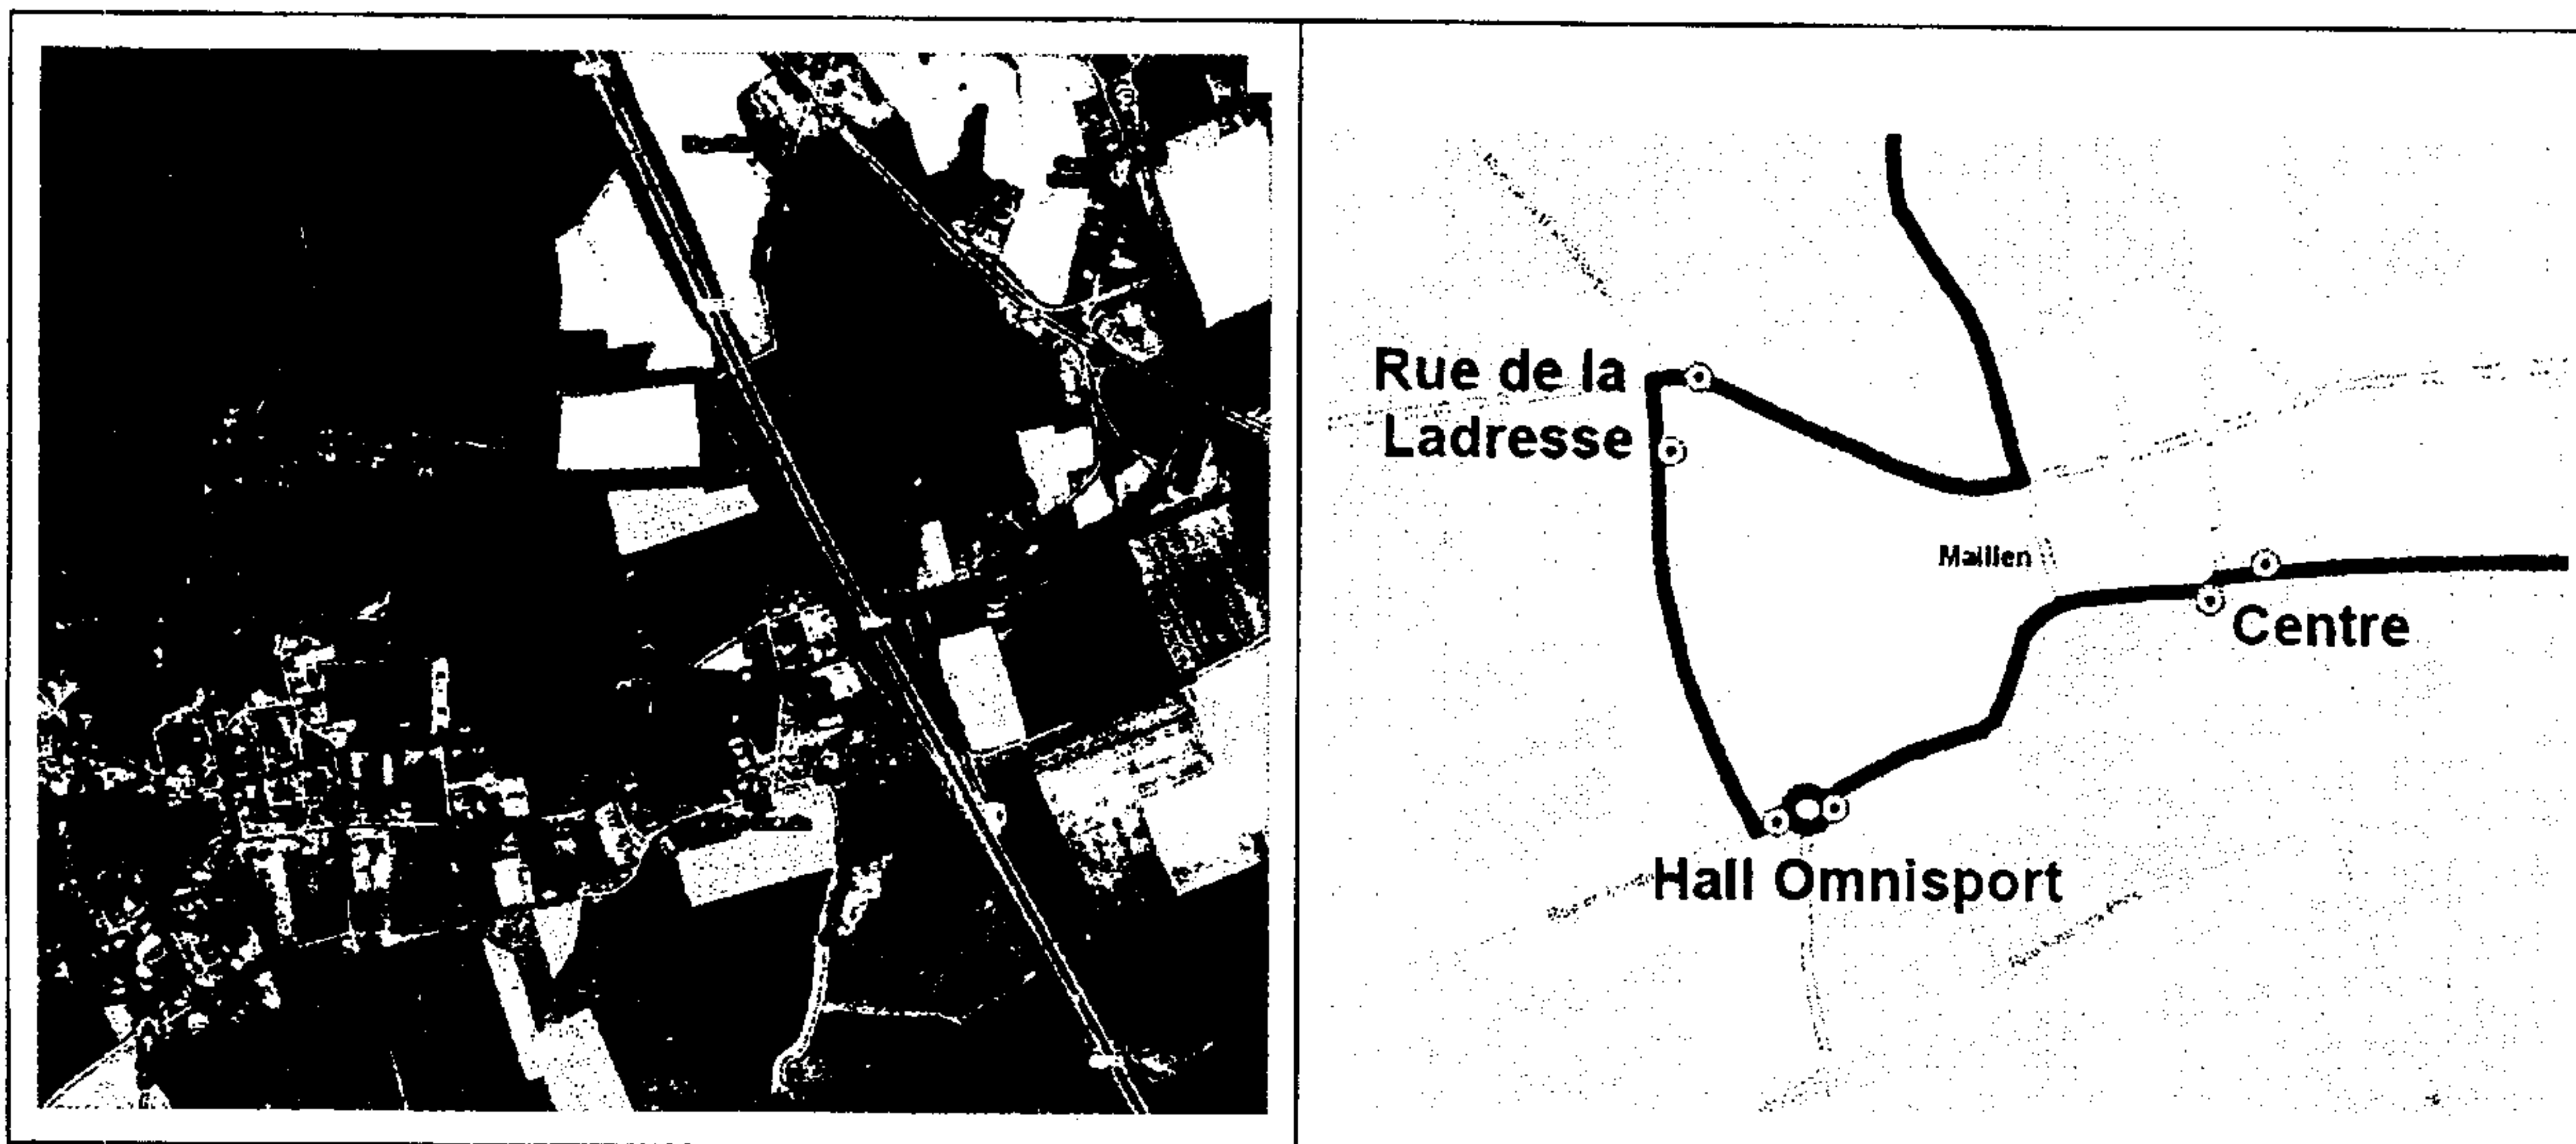 Rue de la
Ladresse
Maillen
Centre
Hall Omnisport